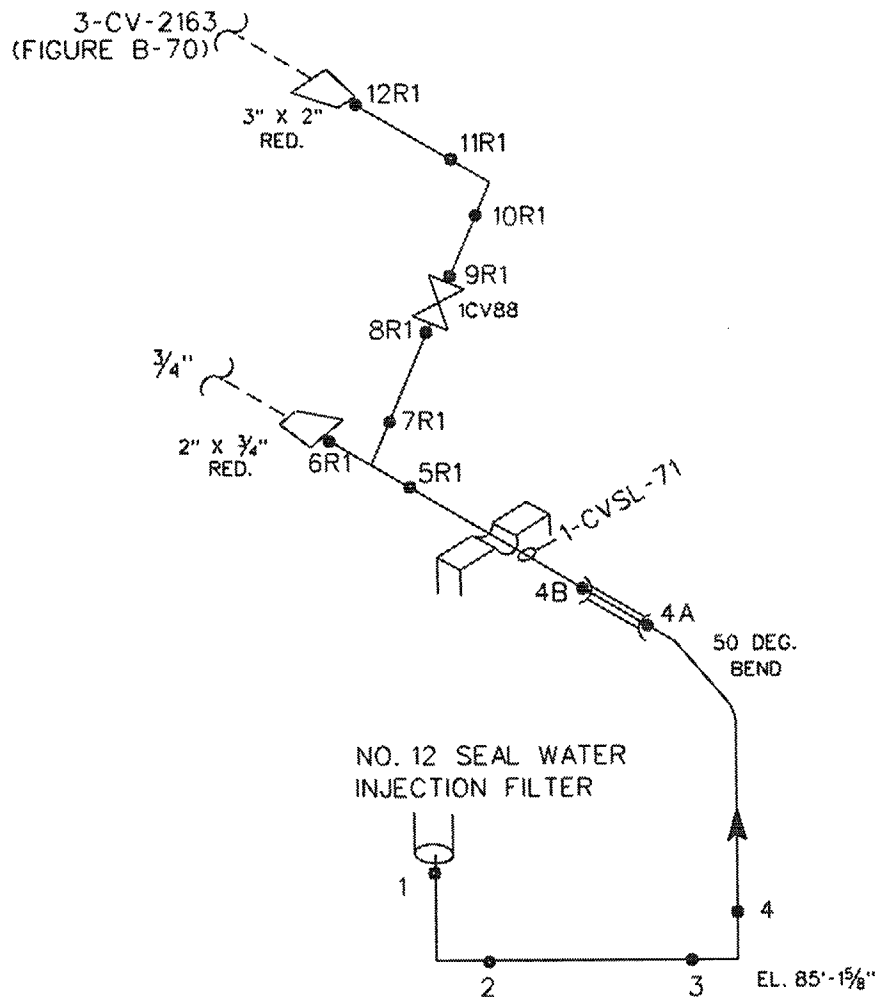 3-CV-2163
(FIGURE B-70)
12R1
3" X 2"
RED.
11R1
10R1
9R1
1CV88
8R1
3/4"
7R1
2" X 3/4"
RED.
6R1
5R1
1-CVSL-71
4B
4A
50 DEG.
BEND
NO. 12 SEAL WATER
INJECTION FILTER
1
4
2
3
EL. 85'-1 5/8"